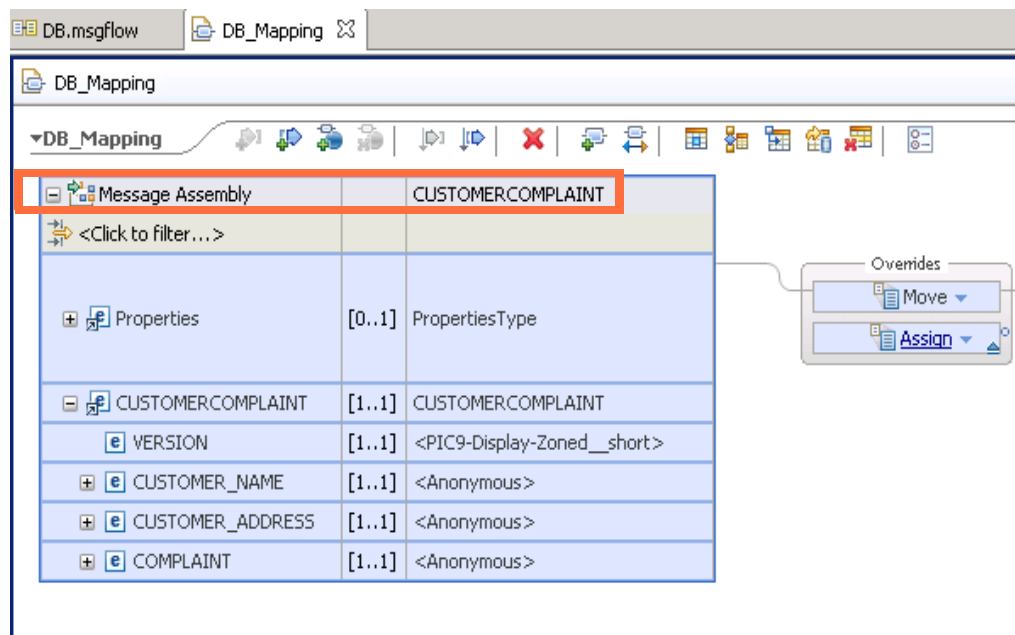 DB.msgflow DB_Mapping
DB_Mapping
DB_Mapping
Message Assembly CUSTOMERCOMPLAINT
<Click to filter...>
Overrides
Move
Properties [0..1] PropertiesType
Assign
CUSTOMERCOMPLAINT [1..1] CUSTOMERCOMPLAINT
e VERSION [1..1] <PIC9-Display-Zoned__short>
e CUSTOMER_NAME [1..1] <Anonymous>
e CUSTOMER_ADDRESS [1..1] <Anonymous>
e COMPLAINT [1..1] <Anonymous>